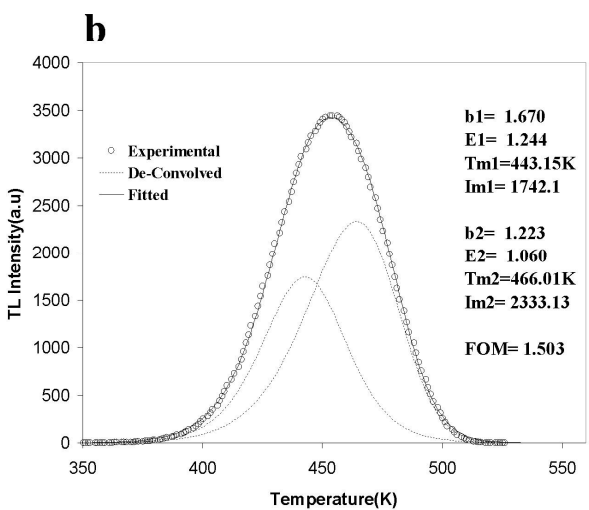 b
4000
3500
3000
2500
2000
1500
1000
500
0
TL Intensity(a.u)
Experimental
De-Convolved
Fitted
b1= 1.670
E1= 1.244
Tm1=443.15K
Im1= 1742.1
b2= 1.223
E2= 1.060
Tm2=466.01K
Im2= 2333.13
FOM= 1.503
350 400 450 500 550
Temperature(K)